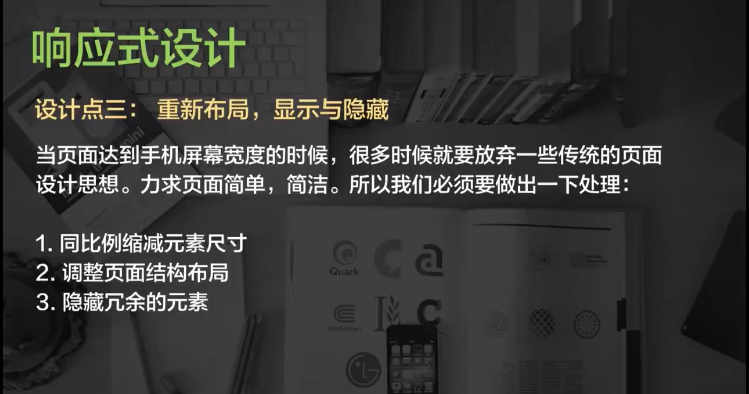 响应式设计
设计点三： 重新布局，显示与隐藏
当页面达到手机屏幕宽度的时候，很多时候就要放弃一些传统的页面
设计思想。力求页面简单，简洁。所以我们必须要做出一下处理：
1. 同比例缩减元素尺寸
2. 调整页面结构布局
3. 隐藏冗余的元素
Quark